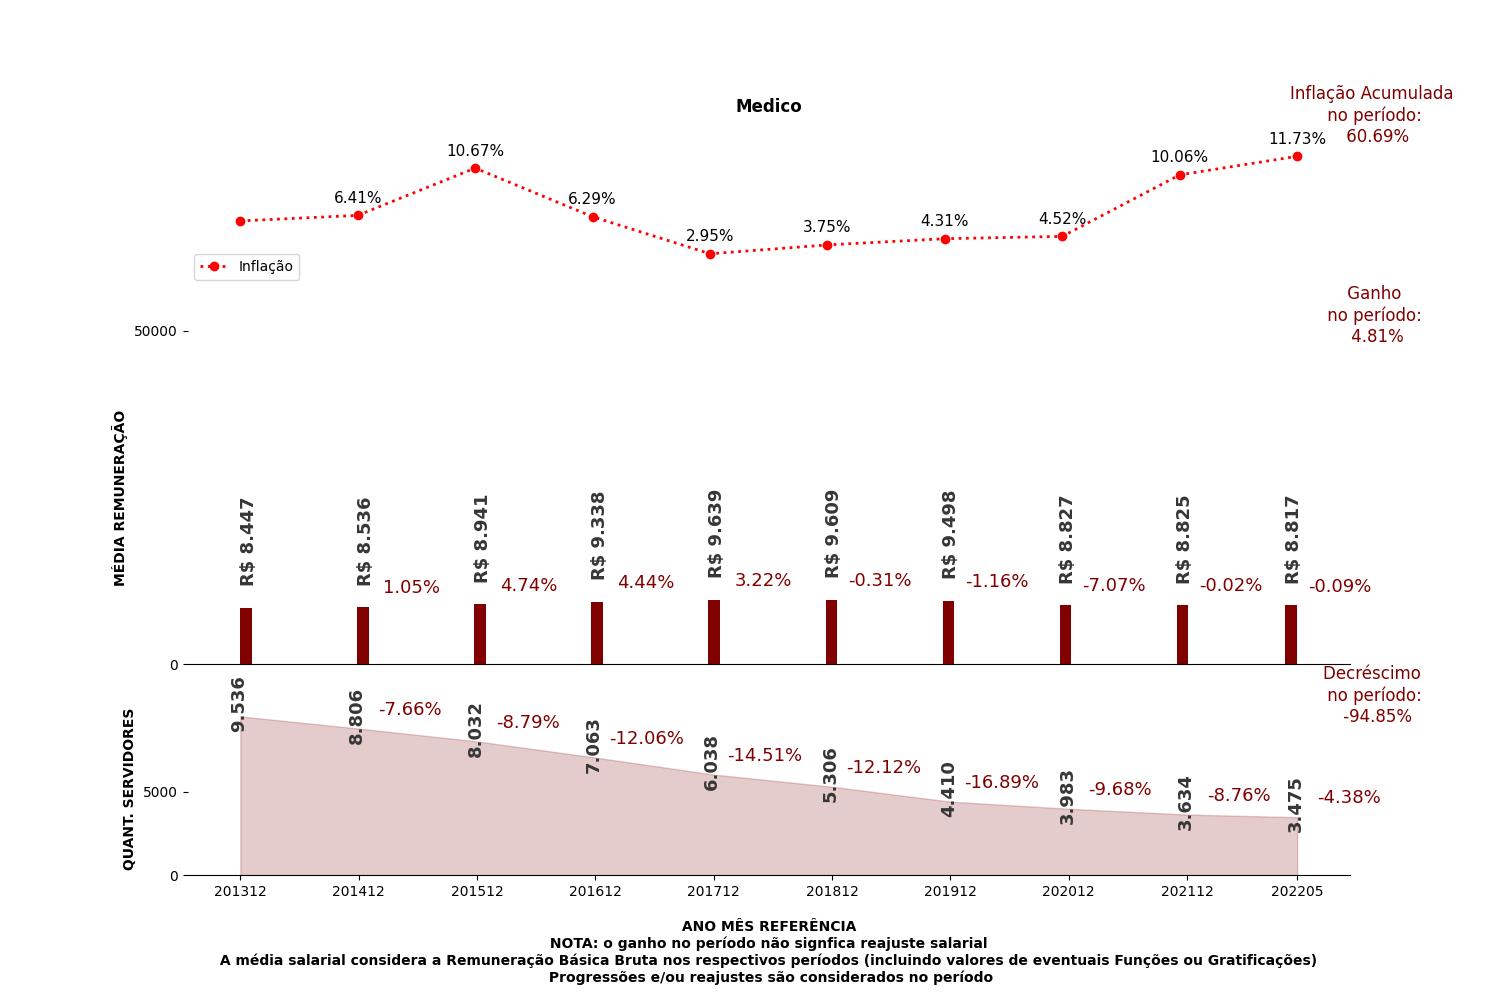 Medico
Inflação Acumulada
no período:
60.69%
6.41%
10.67%
6.29%
2.95%
3.75%
4.31%
4.52%
10.06%
11.73%
Inflação
Ganho
no período:
4.81%
50000
0
MÉDIA REMUNERAÇÃO
R$ 8.447
R$ 8.536
R$ 8.941
R$ 9.338
R$ 9.639
R$ 9.609
R$ 9.498
R$ 8.827
R$ 8.825
R$ 8.817
1.05%
4.74%
4.44%
3.22%
-0.31%
-1.16%
-7.07%
-0.02%
-0.09%
Decréscimo
no período:
-94.85%
QUANT. SERVIDORES
5000
0
9.536
8.806
8.032
7.063
6.038
5.306
4.410
3.983
3.634
3.475
-7.66%
-8.79%
-12.06%
-14.51%
-12.12%
-16.89%
-9.68%
-8.76%
-4.38%
201312 201412 201512 201612 201712 201812 201912 202012 202112 202205
ANO MÊS REFERÊNCIA
NOTA: o ganho no período não signfica reajuste salarial
A média salarial considera a Remuneração Básica Bruta nos respectivos períodos (incluindo valores de eventuais Funções ou Gratificações)
Progressões e/ou reajustes são considerados no período